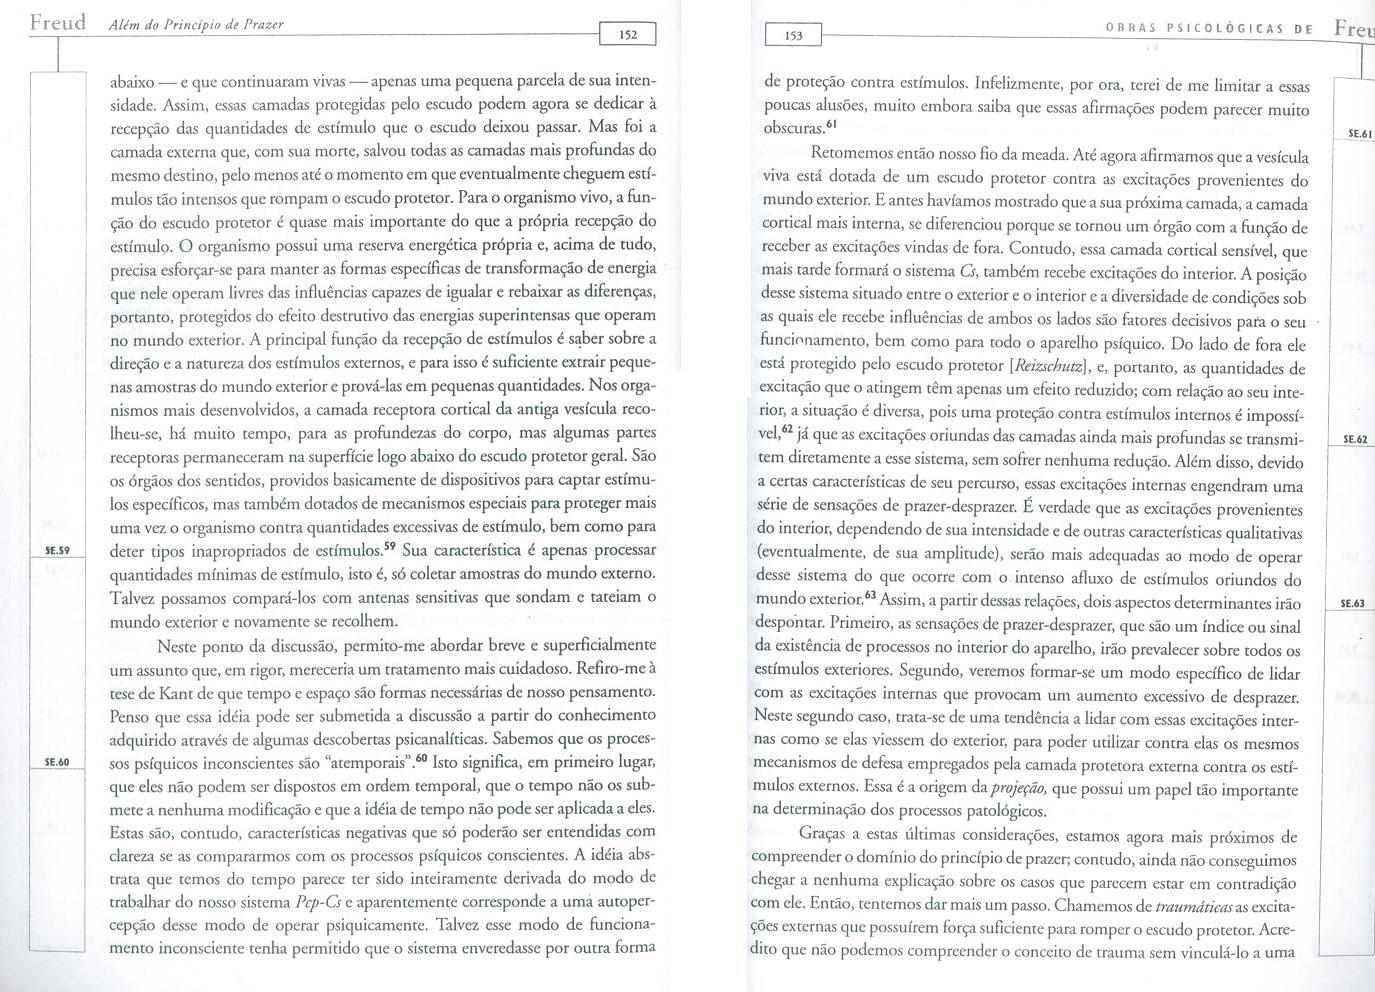 Freud Além do Princípio de Prazer 152
abaixo — e que continuaram vivas — apenas uma pequena parcela de sua inten-
sidade. Assim, essas camadas protegidas pelo escudo podem agora se dedicar à
recepção das quantidades de estímulo que o escudo deixou passar. Mas foi a
camada externa que, com sua morte, salvou todas as camadas mais profundas do
mesmo destino, pelo menos até o momento em que eventualmente cheguem estí-
mulos tão intensos que rompam o escudo protetor. Para o organismo vivo, a fun-
ção do escudo protetor é quase mais importante do que a própria recepção do
estímulo. O organismo possui uma reserva energética própria e, acima de tudo,
precisa esforçar-se para manter as formas específicas de transformação de energia
que nele operam livres das influências capazes de igualar e rebaixar as diferenças,
portanto, protegidos do efeito destrutivo das energias superintensas que operam
no mundo exterior. A principal função da recepção de estímulos é saber sobre a
direção e a natureza dos estímulos externos, e para isso é suficiente extrair peque-
nas amostras do mundo exterior e prová-las em pequenas quantidades. Nos orga-
nismos mais desenvolvidos, a camada receptora cortical da antiga vesícula reco-
lheu-se, há muito tempo, para as profundezas do corpo, mas algumas partes
receptoras permaneceram na superfície logo abaixo do escudo protetor geral. São
os órgãos dos sentidos, providos basicamente de dispositivos para captar estímu-
los específicos, mas também dotados de mecanismos especiais para proteger mais
uma vez o organismo contra quantidades excessivas de estímulo, bem como para
SE.59 deter tipos inapropriados de estímulos.59 Sua característica é apenas processar
quantidades mínimas de estímulo, isto é, só coletar amostras do mundo externo.
Talvez possamos compará-los com antenas sensitivas que sondam e tateiam o
mundo exterior e novamente se recolhem.
Neste ponto da discussão, permito-me abordar breve e superficialmente
um assunto que, em rigor, mereceria um tratamento mais cuidadoso. Refiro-me à
tese de Kant de que tempo e espaço são formas necessárias de nosso pensamento.
Penso que essa idéia pode ser submetida a discussão a partir do conhecimento
adquirido através de algumas descobertas psicanalíticas. Sabemos que os proces-
SE.60 sos psíquicos inconscientes são “atemporais”.60 Isto significa, em primeiro lugar,
que eles não podem ser dispostos em ordem temporal, que o tempo não os sub-
mete a nenhuma modificação e que a idéia de tempo não pode ser aplicada a eles.
Estas são, contudo, características negativas que só poderão ser entendidas com
clareza se as compararmos com os processos psíquicos conscientes. A idéia abs-
trata que temos do tempo parece ter sido inteiramente derivada do modo de
trabalhar do nosso sistema Pcp-Cs e aparentemente corresponde a uma autoper-
cepção desse modo de operar psiquicamente. Talvez esse modo de funciona-
mento inconsciente tenha permitido que o sistema enveredasse por outra forma
153 OBRAS PSICOLÓGICAS DE Freu
de proteção contra estímulos. Infelizmente, por ora, terei de me limitar a essas
poucas alusões, muito embora saiba que essas afirmações podem parecer muito
obscuras.61 SE.61
Retomemos então nosso fio da meada. Até agora afirmamos que a vesícula
viva está dotada de um escudo protetor contra as excitações provenientes do
mundo exterior. E antes havíamos mostrado que a sua próxima camada, a camada
cortical mais interna, se diferenciou porque se tornou um órgão com a função de
receber as excitações vindas de fora. Contudo, essa camada cortical sensível, que
mais tarde formará o sistema Cs, também recebe excitações do interior. A posição
desse sistema situado entre o exterior e o interior e a diversidade de condições sob
as quais ele recebe influências de ambos os lados são fatores decisivos para o seu
funcionamento, bem como para todo o aparelho psíquico. Do lado de fora ele
está protegido pelo escudo protetor [Reizschutz], e, portanto, as quantidades de
excitação que o atingem têm apenas um efeito reduzido; com relação ao seu inte-
rior, a situação é diversa, pois uma proteção contra estímulos internos é impossí-
vel,62 já que as excitações oriundas das camadas ainda mais profundas se transmi- SE.62
tem diretamente a esse sistema, sem sofrer nenhuma redução. Além disso, devido
a certas características de seu percurso, essas excitações internas engendram uma
série de sensações de prazer-desprazer. É verdade que as excitações provenientes
do interior, dependendo de sua intensidade e de outras características qualitativas
(eventualmente, de sua amplitude), serão mais adequadas ao modo de operar
desse sistema do que ocorre com o intenso afluxo de estímulos oriundos do
mundo exterior.63 Assim, a partir dessas relações, dois aspectos determinantes irão SE.63
despontar. Primeiro, as sensações de prazer-desprazer, que são um índice ou sinal
da existência de processos no interior do aparelho, irão prevalecer sobre todos os
estímulos exteriores. Segundo, veremos formar-se um modo específico de lidar
com as excitações internas que provocam um aumento excessivo de desprazer.
Neste segundo caso, trata-se de uma tendência a lidar com essas excitações inter-
nas como se elas viessem do exterior, para poder utilizar contra elas os mesmos
mecanismos de defesa empregados pela camada protetora externa contra os estí-
mulos externos. Essa é a origem da projeção, que possui um papel tão importante
na determinação dos processos patológicos.
Graças a estas últimas considerações, estamos agora mais próximos de
compreender o domínio do princípio de prazer; contudo, ainda não conseguimos
chegar a nenhuma explicação sobre os casos que parecem estar em contradição
com ele. Então, tentemos dar mais um passo. Chamemos de traumáticas as excita-
ções externas que possuírem força suficiente para romper o escudo protetor. Acre-
dito que não podemos compreender o conceito de trauma sem vinculá-lo a uma